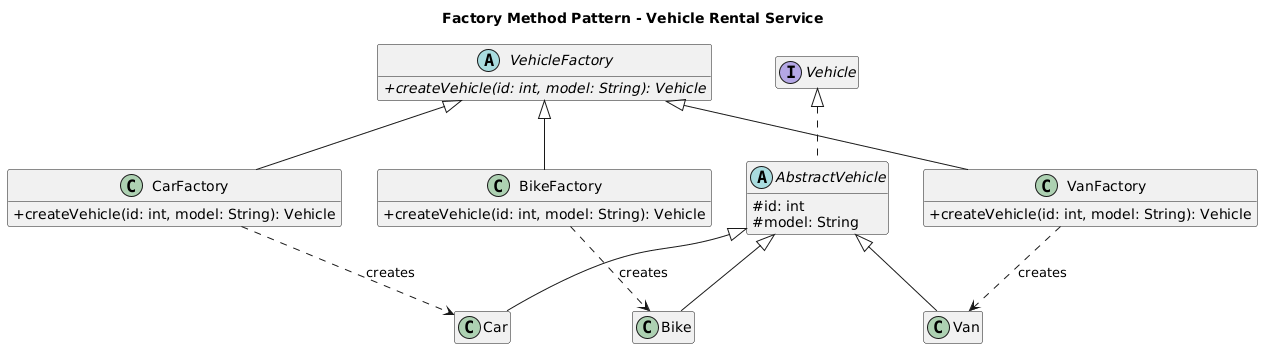 Factory Method Pattern - Vehicle Rental Service
A VehicleFactory
+createVehicle(id: int, model: String): Vehicle
I Vehicle
C CarFactory
+createVehicle(id: int, model: String): Vehicle
C BikeFactory
+createVehicle(id: int, model: String): Vehicle
A AbstractVehicle
#id: int
#model: String
C VanFactory
+createVehicle(id: int, model: String): Vehicle
creates
creates
creates
C Car
C Bike
C Van